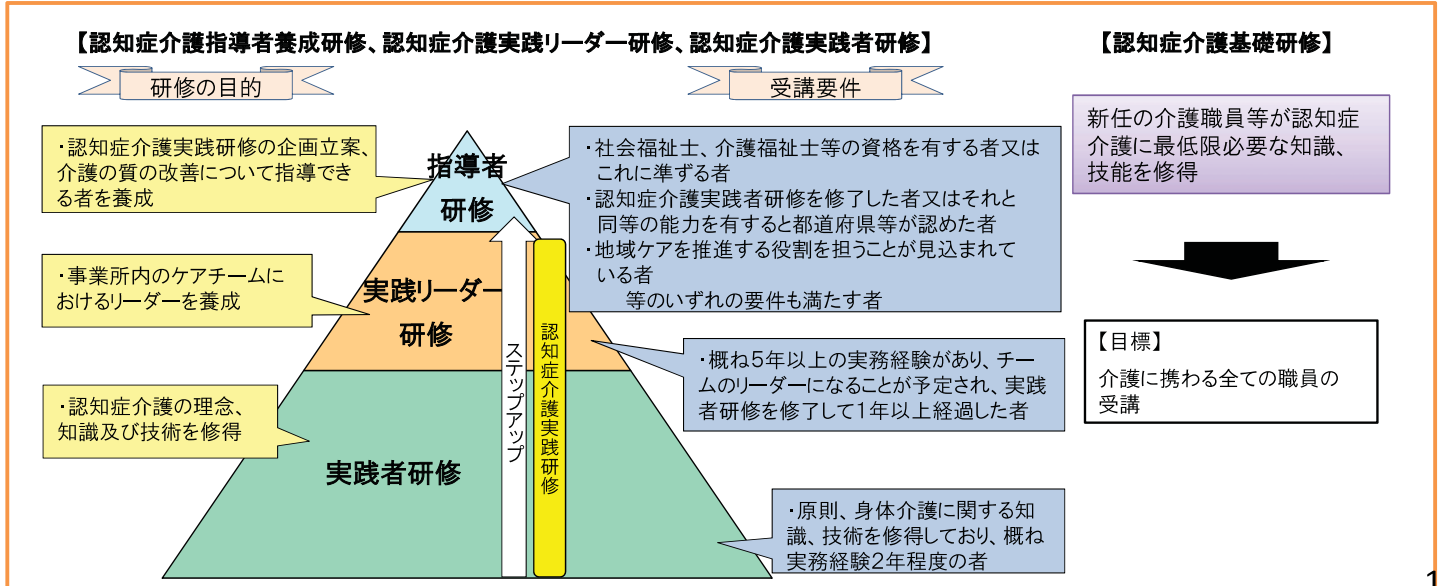 【認知症介護指導者養成研修、認知症介護実践リーダー研修、認知症介護実践者研修】
【認知症介護基礎研修】
研修の目的
受講要件
・認知症介護実践研修の企画立案、
介護の質の改善について指導でき
る者を養成
指導者
研修
・社会福祉士、介護福祉士等の資格を有する者又は
これに準ずる者
・認知症介護実践者研修を修了した者又はそれと
同等の能力を有すると都道府県等が認めた者
・地域ケアを推進する役割を担うことが見込まれて
いる者
等のいずれの要件も満たす者
新任の介護職員等が認知症
介護に最低限必要な知識、
技能を修得
・事業所内のケアチームに
おけるリーダーを養成
実践リーダー
研修
・概ね5年以上の実務経験があり、チー
ムのリーダーになることが予定され、実践
者研修を修了して1年以上経過した者
【目標】
介護に携わる全ての職員の
受講
・認知症介護の理念、
知識及び技術を修得
実践者研修
ステップアップ
認知症介護実践研修
・原則、身体介護に関する知
識、技術を修得しており、概ね
実務経験2年程度の者
1